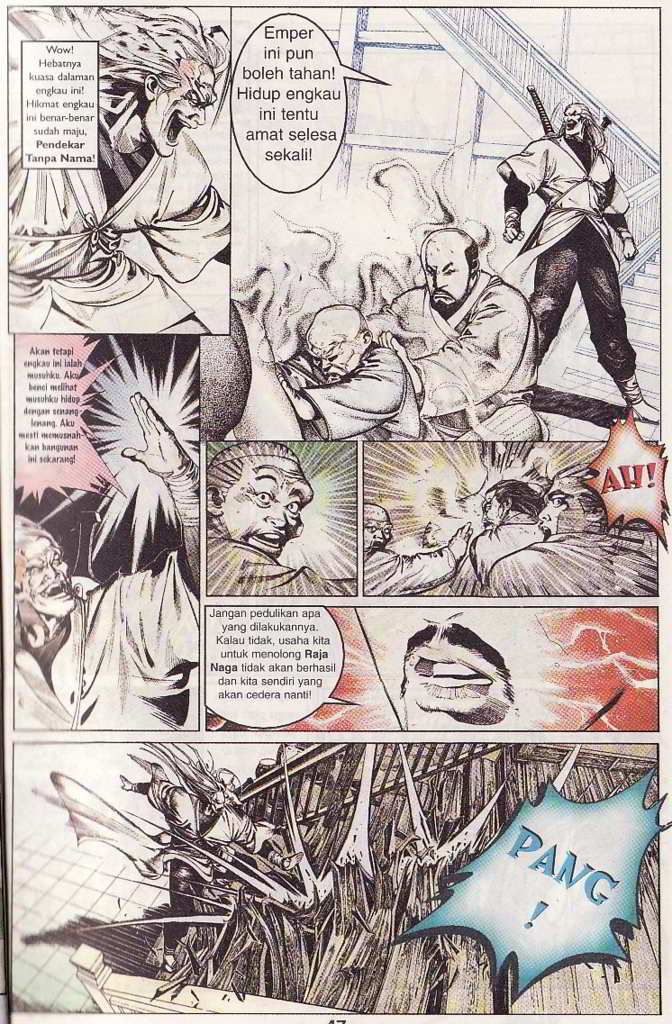 Wow!
Hebatnya
kuasa dalaman
engkau ini!
Hikmat engkau
ini benar-benar
sudah maju,
Pendekar
Tanpa Nama!
Emper
ini pun
boleh tahan!
Hidup engkau
ini tentu
amat selesa
sekali!
Akan tetapi
engkau ini ialah
musuhku. Aku
benci melihat
musuhku hidup
dengan senang-
lenang. Aku
mesti memusnah-
kan bangunan
ini sekarang!
AH!
Jangan pedulikan apa
yang dilakukannya.
Kalau tidak, usaha kita
untuk menolong Raja
Naga tidak akan berhasil
dan kita sendiri yang
akan cedera nanti!
PANG
!
47